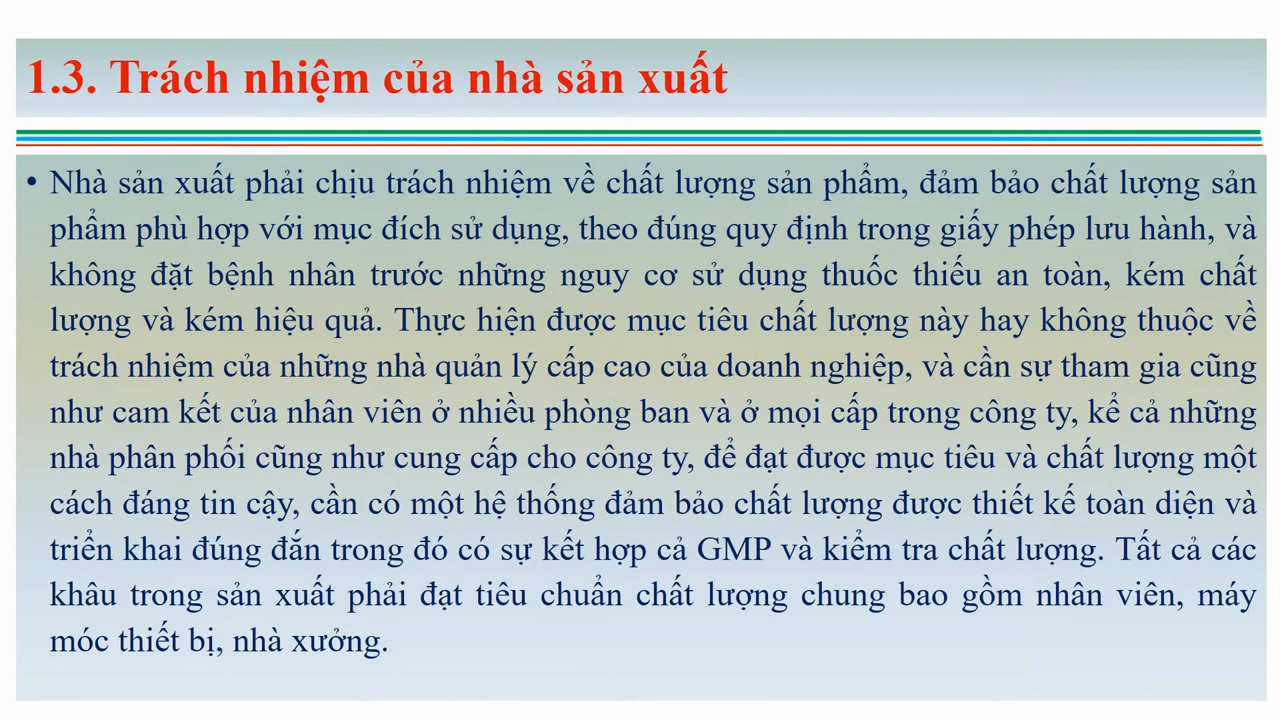 1.3. Trách nhiệm của nhà sản xuất
• Nhà sản xuất phải chịu trách nhiệm về chất lượng sản phẩm, đảm bảo chất lượng sản
phẩm phù hợp với mục đích sử dụng, theo đúng quy định trong giấy phép lưu hành, và
không đặt bệnh nhân trước những nguy cơ sử dụng thuốc thiếu an toàn, kém chất
lượng và kém hiệu quả. Thực hiện được mục tiêu chất lượng này hay không thuộc về
trách nhiệm của những nhà quản lý cấp cao của doanh nghiệp, và cần sự tham gia cũng
như cam kết của nhân viên ở nhiều phòng ban và ở mọi cấp trong công ty, kể cả những
nhà phân phối cũng như cung cấp cho công ty, để đạt được mục tiêu và chất lượng một
cách đáng tin cậy, cần có một hệ thống đảm bảo chất lượng được thiết kế toàn diện và
triển khai đúng đắn trong đó có sự kết hợp cả GMP và kiểm tra chất lượng. Tất cả các
khâu trong sản xuất phải đạt tiêu chuẩn chất lượng chung bao gồm nhân viên, máy
móc thiết bị, nhà xưởng.